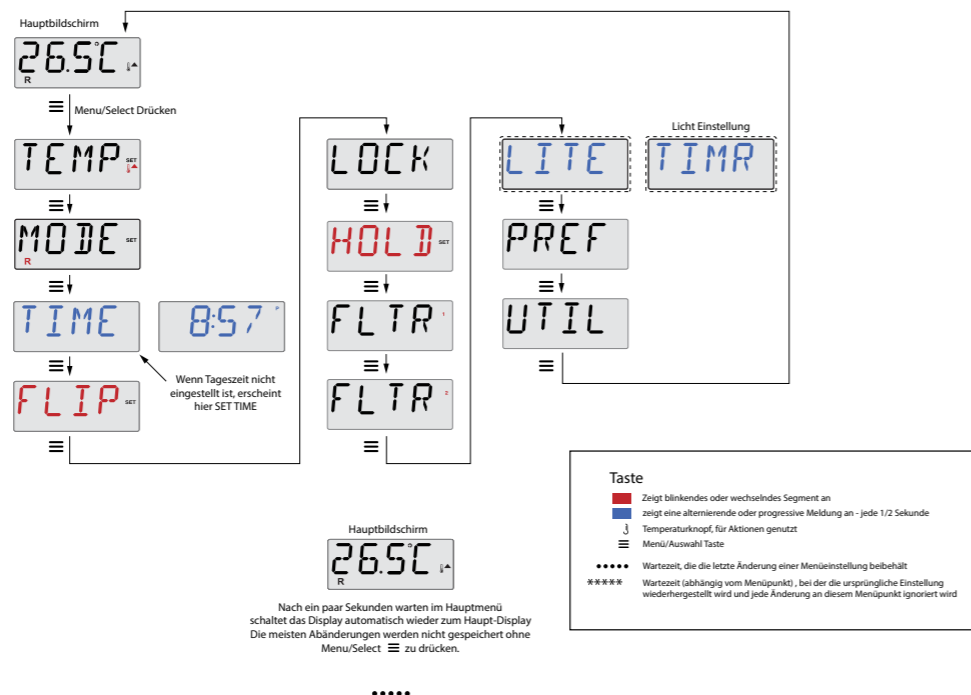 Hauptbildschirm
26.5°C
R
Menu/Select Drücken
TEMP SET
MODE SET
R
TIME
8:57 P
Wenn Tageszeit nicht
eingestellt ist, erscheint
hier SET TIME
FLIP SET
LOCK
HOLD SET
FLTR 1
FLTR 2
Licht Einstellung
LITE
TIMR
PREF
UTIL
Hauptbildschirm
26.5°C
R
Nach ein paar Sekunden warten im Hauptmenü
schaltet das Display automatisch wieder zum Haupt-Display
Die meisten Abänderungen werden nicht gespeichert ohne
Menu/Select ☰ zu drücken.
•••••
Taste
Zeigt blinkendes oder wechselndes Segment an
zeigt eine alternierende oder progressive Meldung an - jede 1/2 Sekunde
Temperaturknopf, für Aktionen genutzt
☰ Menü/Auswahl Taste
••••• Wartezeit, die die letzte Änderung einer Menüeinstellung beibehält
***** Wartezeit (abhängig vom Menüpunkt) , bei der die ursprüngliche Einstellung
wiederhergestellt wird und jede Änderung an diesem Menüpunkt ignoriert wird